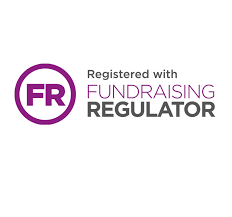 FR
Registered with
FUNDRAISING
REGULATOR